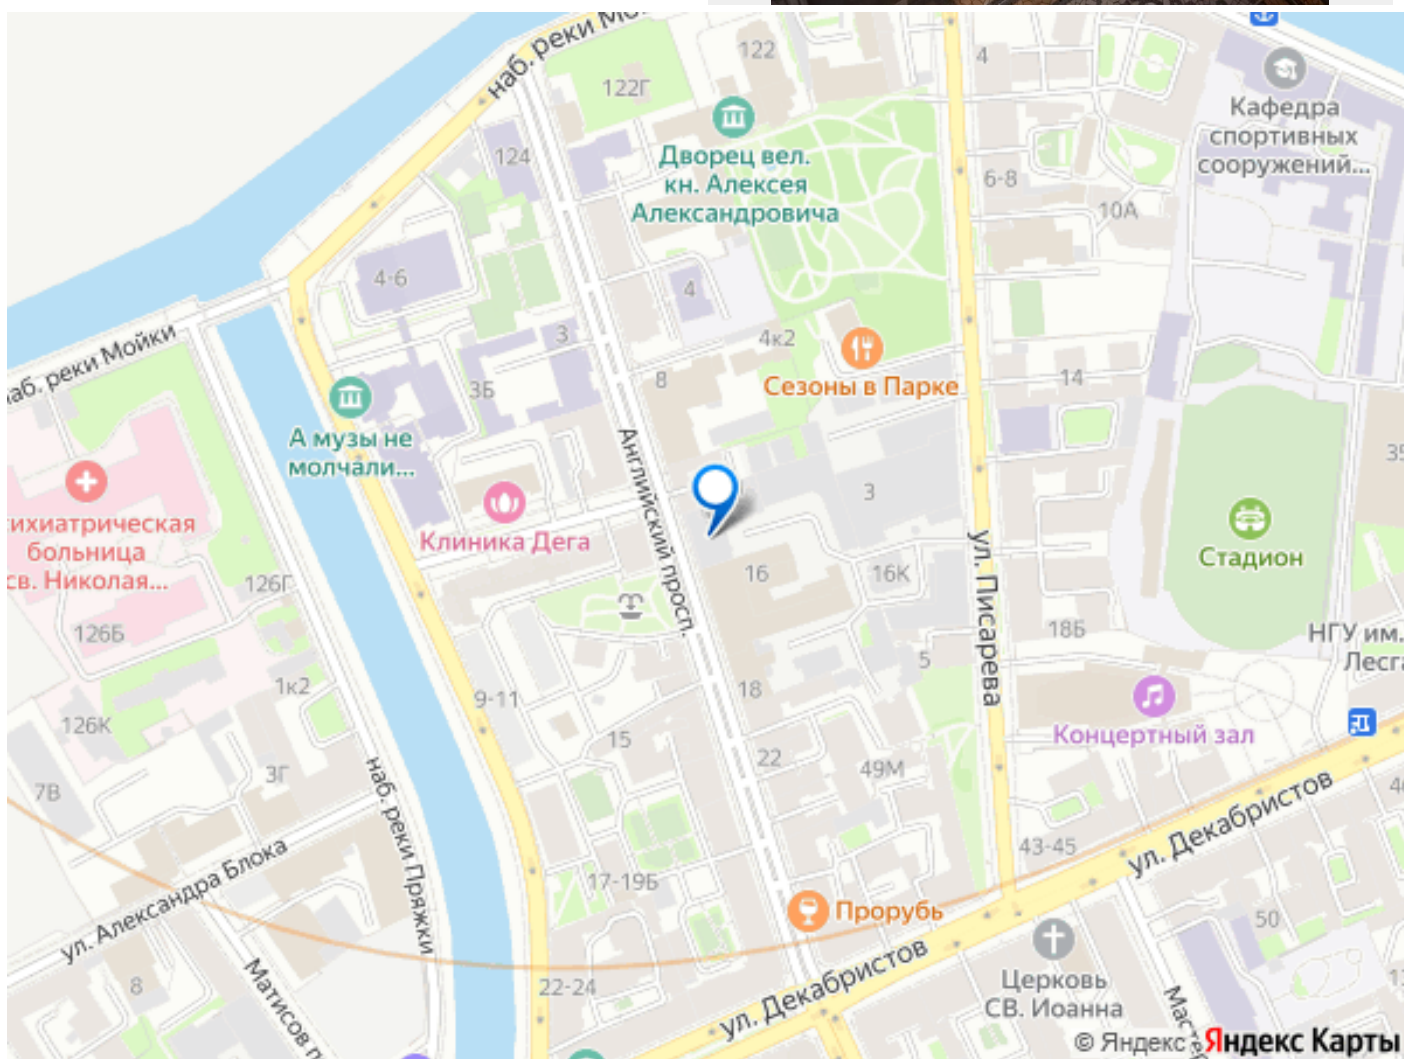 наб. реки Мо
122
4
122Г
Кафедра
спортивных
сооружений...
Дворец вел.
кн. Алексея
Александровича
124
6-8
10А
4-6
4
3
4к2
наб. реки Мойки
8
Сезоны в Парке
14
3Б
А музы не
молчали...
Английский просп.
35
3
Клиника Дега
ул. Писарева
Стадион
психиатрическая
больница
св. Николая...
126Г
16
16К
126Б
18Б
НГУ им.
Лесга
5
1к2
9-11
18
126К
Концертный зал
15
22
49М
3Г
7В
наб. реки Пряжки
ул. Декабристов
43-45
ул. Александра Блока
17-19Б
Прорубь
50
8
Матисов п
22-24
ул. Декабристов
Церковь
СВ. Иоанна
Мастер
© Яндекс
Яндекс Карты